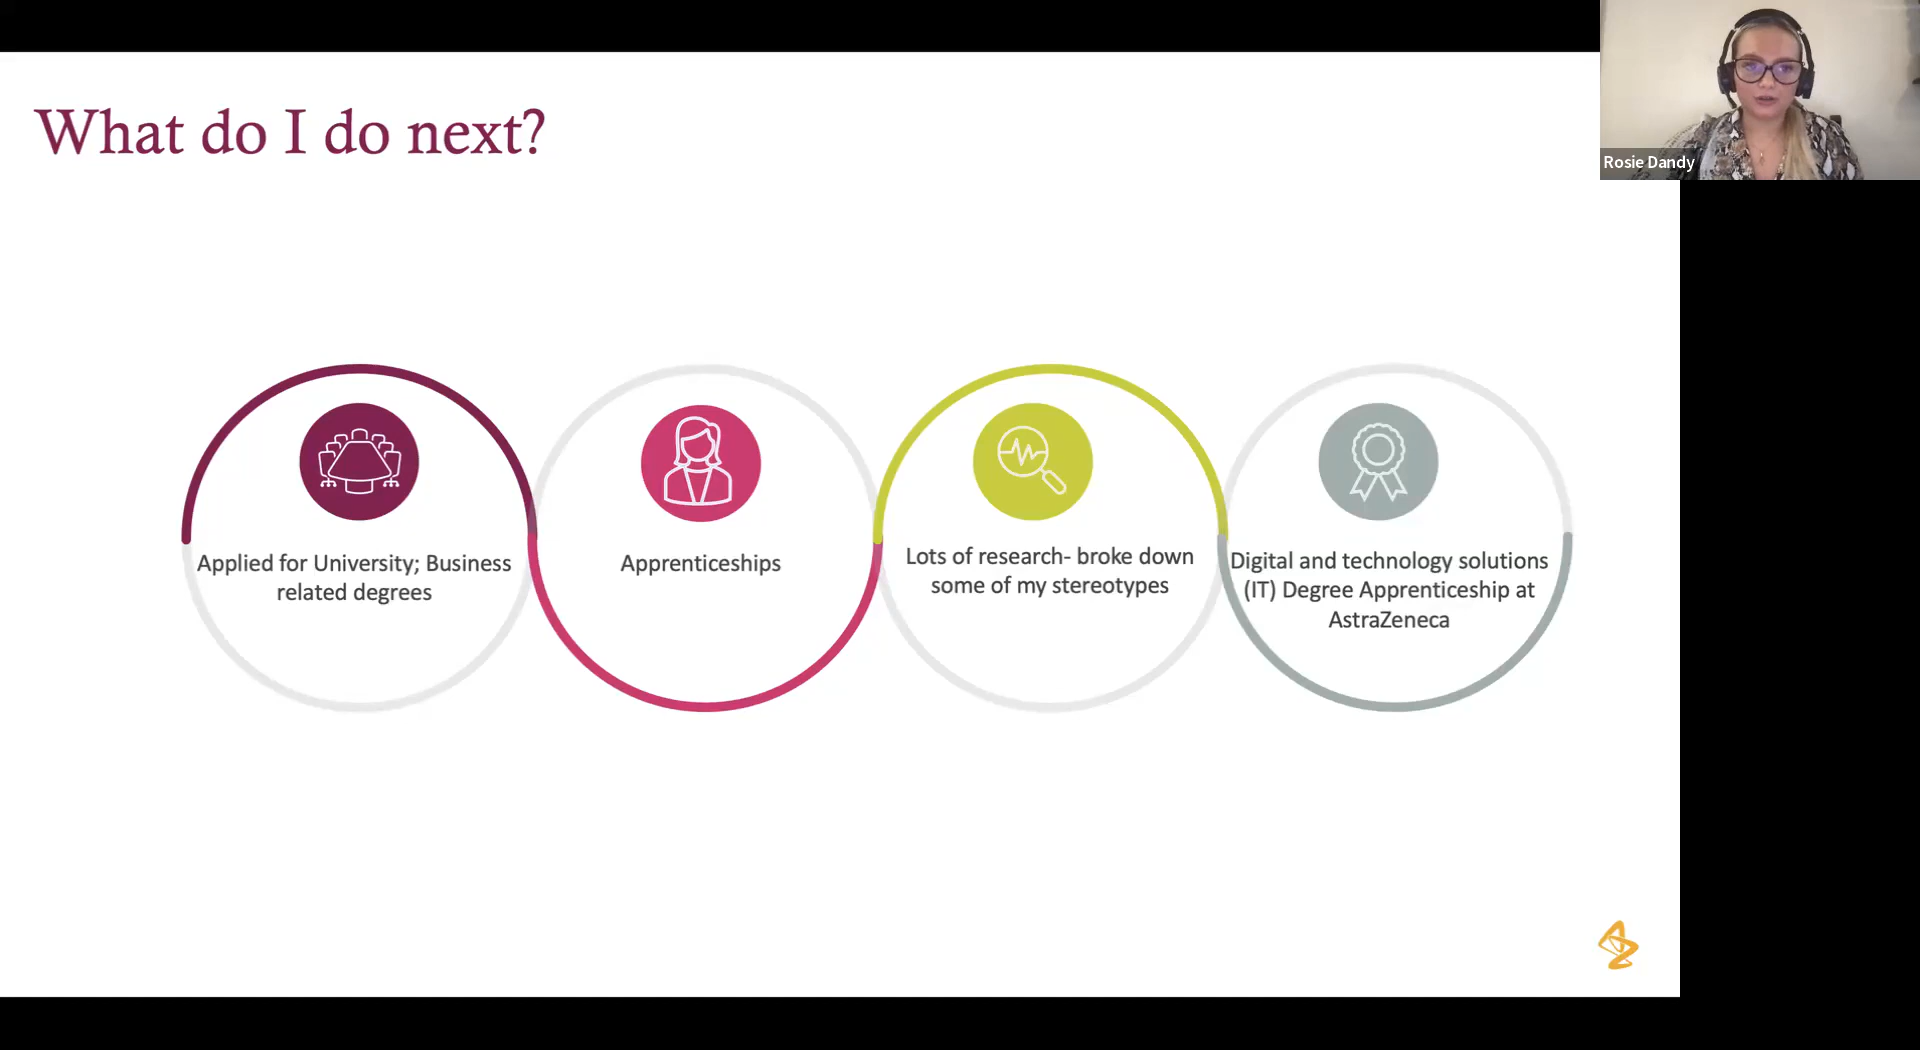 What do I do next?
Rosie Dandy
Applied for University; Business
related degrees
Apprenticeships
Lots of research- broke down
some of my stereotypes
Digital and technology solutions
(IT) Degree Apprenticeship at
AstraZeneca